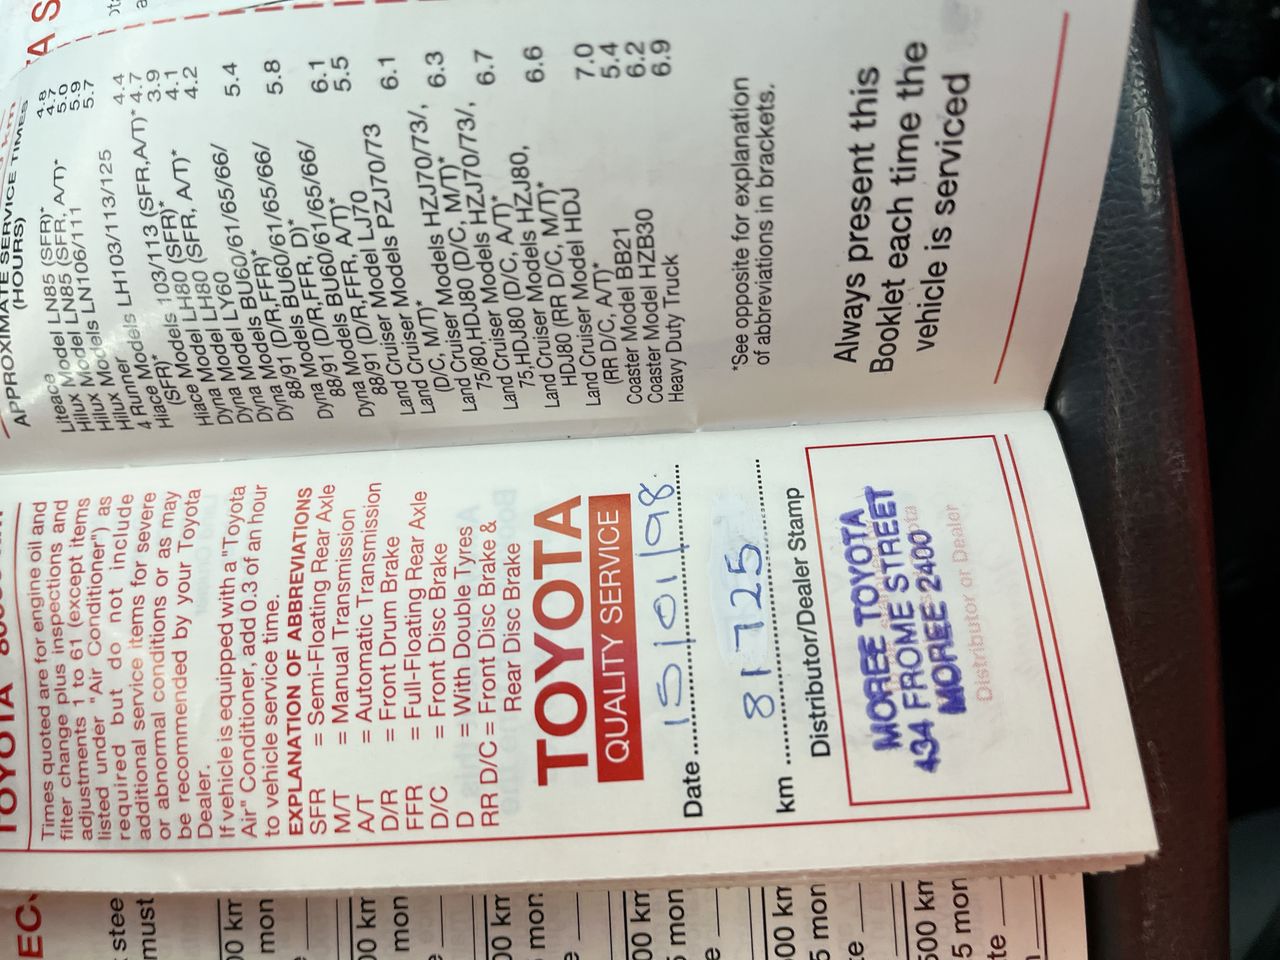 Times quoted are for engine oil and
filter change plus inspections and
adjustments 1 to 61 (except items
listed under "Air Conditioner") as
required but do not include
additional service items for severe
or abnormal conditions or as may
be recommended by your Toyota
Dealer.
If vehicle is equipped with a "Toyota
Air" Conditioner, add 0.3 of an hour
to vehicle service time.
EXPLANATION OF ABBREVIATIONS
SFR = Semi-Floating Rear Axle
M/T = Manual Transmission
A/T = Automatic Transmission
D/R = Front Drum Brake
FFR = Full-Floating Rear Axle
D/C = Front Disc Brake
D = With Double Tyres
RR D/C = Front Disc Brake &
Rear Disc Brake
TOYOTA
QUALITY SERVICE
Date 15/01/98
km 81725
Distributor/Dealer Stamp
MOREE TOYOTA
434 FROME STREET
MOREE 2400
Distributor or Dealer
APPROXIMATE SERVICE TIMES
(HOURS)
Liteace 4.8
Hilux Model LN85 (SFR)* 4.7
Hilux Model LN85 (SFR, A/T)* 5.0
Hilux Models LN106/111 5.9
4 Runner 5.7
Hiace Models LH103/113/125
(SFR)* 4.4
Hiace Models 103/113 (SFR,A/T)* 4.7
Hiace Model LH80 (SFR)* 3.9
Hiace Model LH80 (SFR, A/T)* 4.1
Dyna Model LY60 4.2
Dyna Models BU60/61/65/66/
88/91 (D/R,FFR)* 5.4
Dyna Models BU60/61/65/66/
88/91 (D/R,FFR, D)* 5.8
Dyna Models BU60/61/65/66/
88/91 (D/R,FFR, A/T)* 6.1
Land Cruiser Model LJ70 5.5
Land Cruiser Models PZJ70/73
(D/C, M/T)* 6.1
Land Cruiser Models HZJ70/73/,
75/80,HDJ80 (D/C, M/T)* 6.3
Land Cruiser Models HZJ70/73/,
75,HDJ80 (D/C, A/T)* 6.7
Land Cruiser Models HZJ80,
HDJ80 (RR D/C, M/T)* 6.6
Land Cruiser Model HDJ
(RR D/C, A/T)* 7.0
Coaster Model BB21 5.4
Coaster Model HZB30 6.2
Heavy Duty Truck 6.9
*See opposite for explanation
of abbreviations in brackets.
Always present this
Booklet each time the
vehicle is serviced